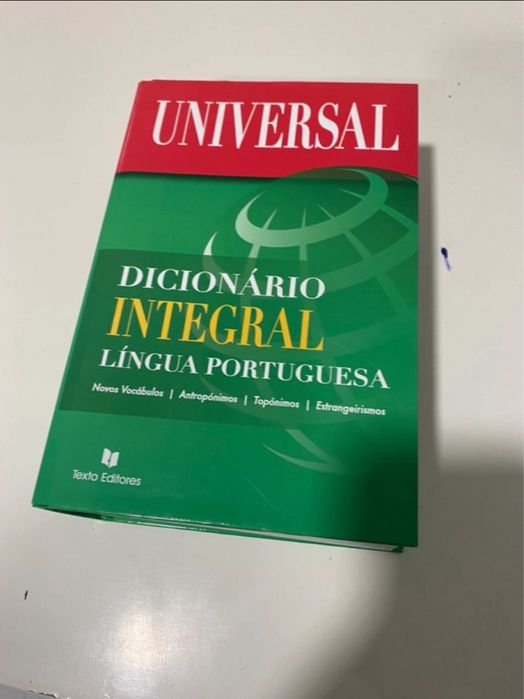 UNIVERSAL
DICIONÁRIO
INTEGRAL
LÍNGUA PORTUGUESA
Novos Vocábulos | Antropónimos | Topónimos | Estrangeirismos
Texto Editores